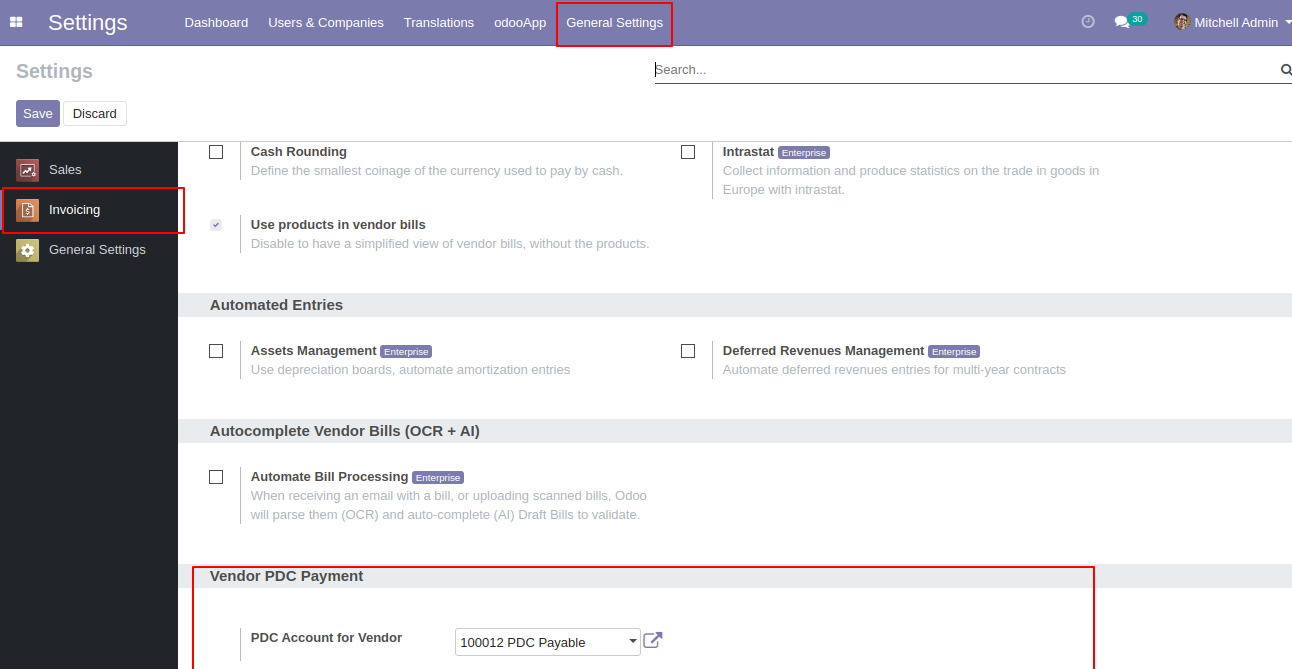 Settings Dashboard Users & Companies Translations odooApp General Settings 30 Mitchell Admin
Settings
Search...
Save Discard
Sales
Invoicing
General Settings
Cash Rounding
Define the smallest coinage of the currency used to pay by cash.
Intrastat Enterprise
Collect information and produce statistics on the trade in goods in
Europe with intrastat.
Use products in vendor bills
Disable to have a simplified view of vendor bills, without the products.
Automated Entries
Assets Management Enterprise
Use depreciation boards, automate amortization entries
Deferred Revenues Management Enterprise
Automate deferred revenues entries for multi-year contracts
Autocomplete Vendor Bills (OCR + AI)
Automate Bill Processing Enterprise
When receiving an email with a bill, or uploading scanned bills, Odoo
will parse them (OCR) and auto-complete (AI) Draft Bills to validate.
Vendor PDC Payment
PDC Account for Vendor 100012 PDC Payable